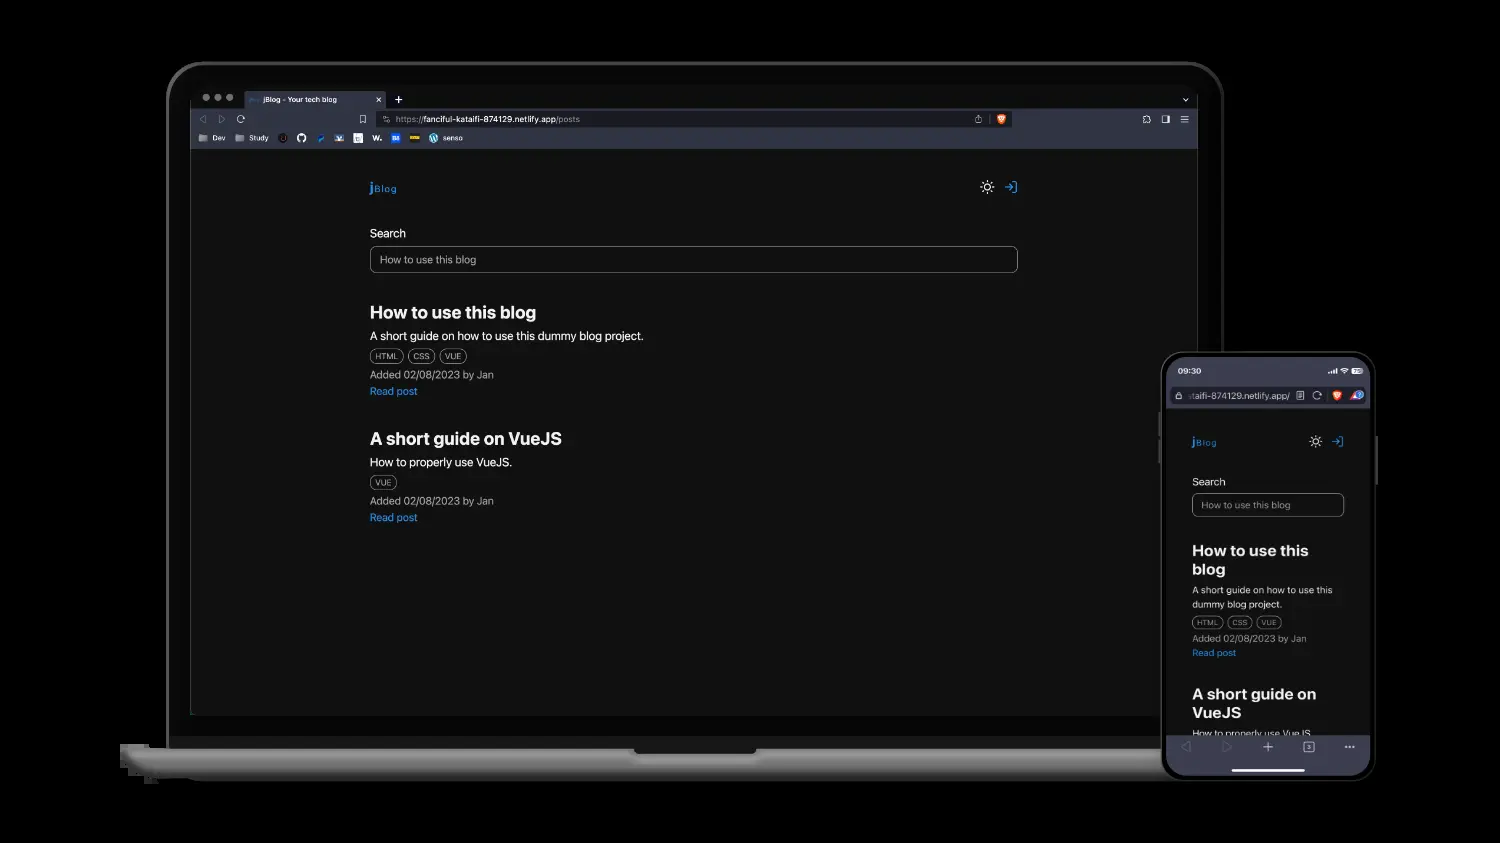 jBlog - Your tech blog
https://fanciful-kataifi-874129.netlify.app/posts
Dev Study W. senso
jBlog
Search
How to use this blog
How to use this blog
A short guide on how to use this dummy blog project.
HTML CSS VUE
Added 02/08/2023 by Jan
Read post
A short guide on VueJS
How to properly use VueJS.
VUE
Added 02/08/2023 by Jan
Read post
09:30
taifi-874129.netlify.app/
jBlog
Search
How to use this blog
How to use this
blog
A short guide on how to use this
dummy blog project.
HTML CSS VUE
Added 02/08/2023 by Jan
Read post
A short guide on
VueJS
How to properly use VueJS.
3